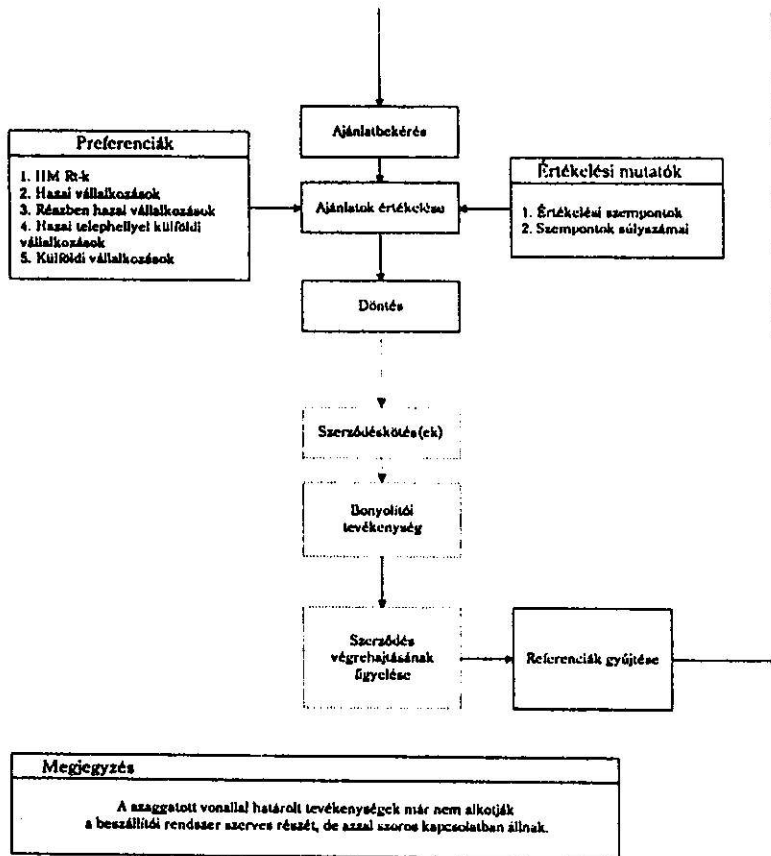 Ajánlatbekérés
Preferenciák
1. HM Rt-k
2. Hazai vállalkozások
3. Részben hazai vállalkozások
4. Hazai telephellyel külföldi
vállalkozások
5. Külföldi vállalkozások
Ajánlatok értékelése
Értékelési mutatók
1. Értékelési szempontok
2. Szempontok súlyszámai
Döntés
Szerződéskötés(ek)
Bonyolítói
tevékenység
Szerződés
végrehajtásának
figyelése
Referenciák gyűjtése
Megjegyzés
A szaggatott vonallal határolt tevékenységek már nem alkotják
a beszállítói rendszer szerves részét, de azzal szoros kapcsolatban állnak.